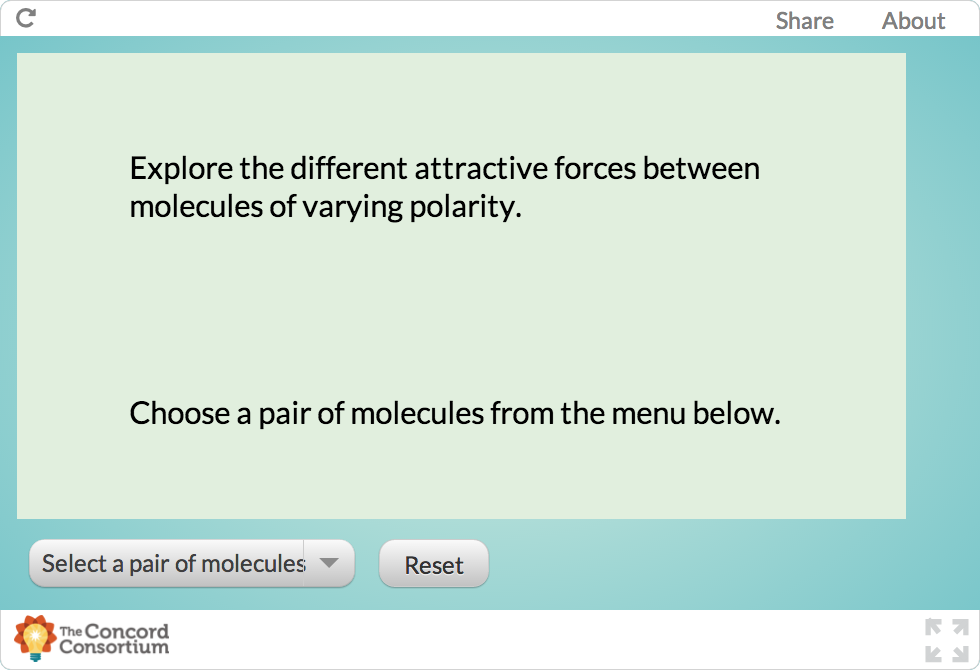 Share About
Explore the different attractive forces between
molecules of varying polarity.
Choose a pair of molecules from the menu below.
Select a pair of molecules
Reset
The Concord
Consortium